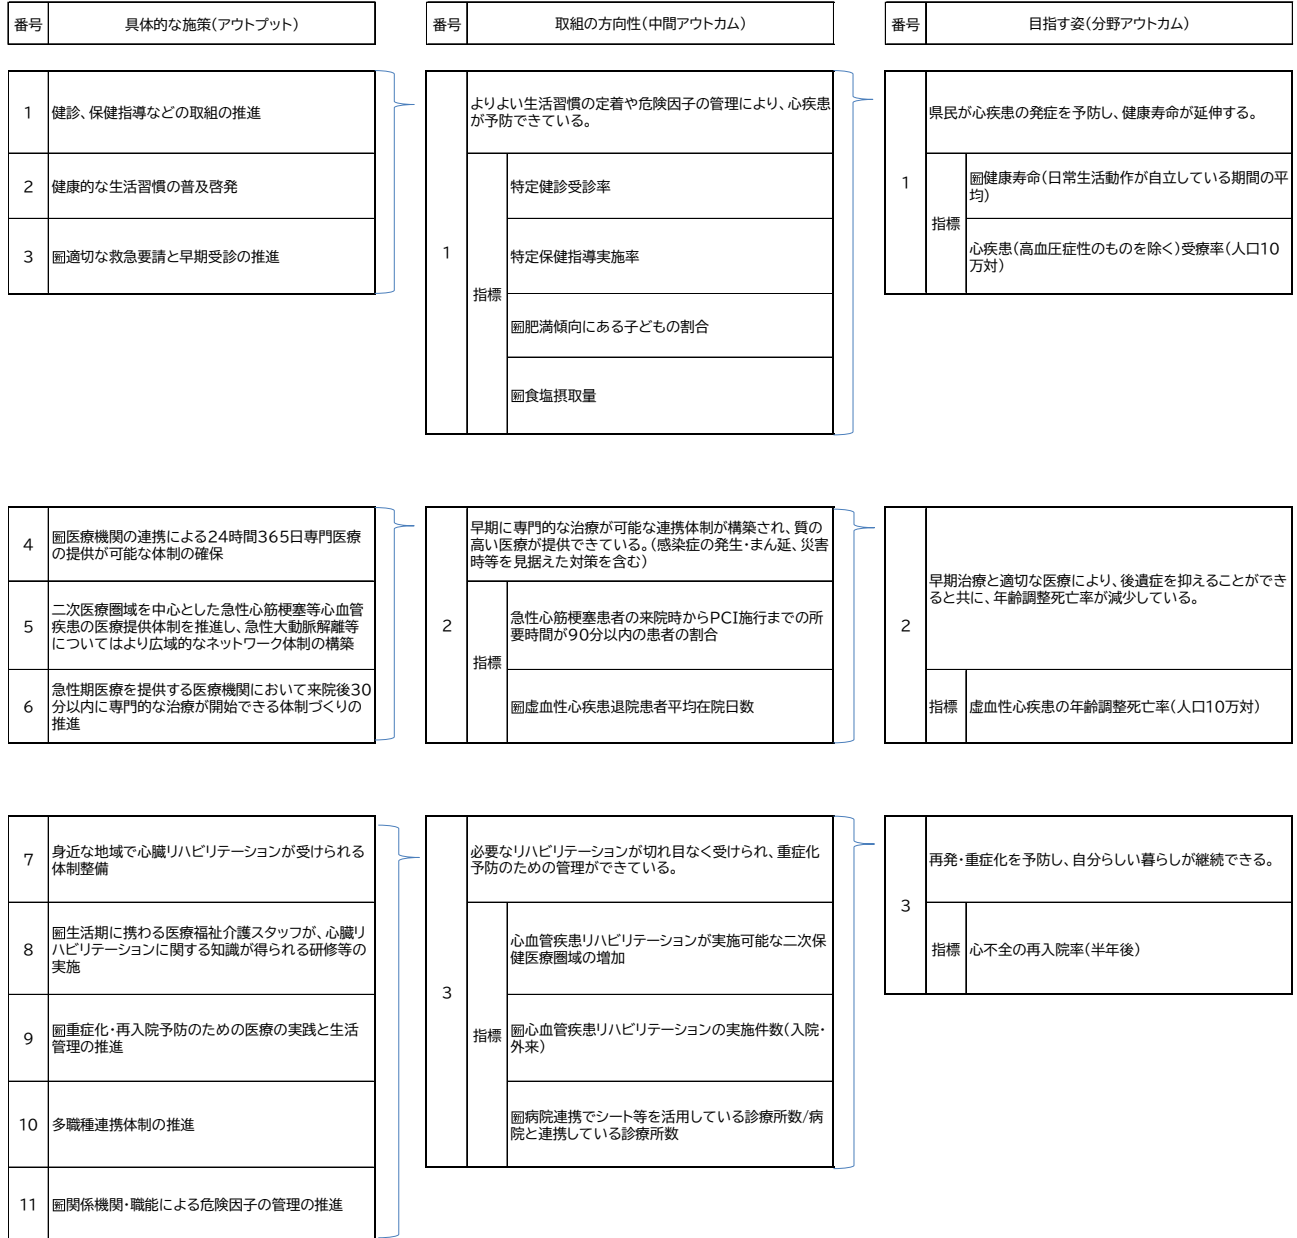 番号
具体的な施策(アウトプット)
番号
取組の方向性(中間アウトカム)
番号
目指す姿(分野アウトカム)
1
健診、保健指導などの取組の推進
2
健康的な生活習慣の普及啓発
3
新適切な救急要請と早期受診の推進
1
よりよい生活習慣の定着や危険因子の管理により、心疾患
が予防できている。
指標
特定健診受診率
特定保健指導実施率
新肥満傾向にある子どもの割合
新食塩摂取量
1
県民が心疾患の発症を予防し、健康寿命が延伸する。
指標
新健康寿命(日常生活動作が自立している期間の平
均)
心疾患(高血圧症性のものを除く)受療率(人口10
万対)
4
新医療機関の連携による24時間365日専門医療
の提供が可能な体制の確保
5
二次医療圏域を中心とした急性心筋梗塞等心血管
疾患の医療提供体制を推進し、急性大動脈解離等
についてはより広域的なネットワーク体制の構築
6
急性期医療を提供する医療機関において来院後30
分以内に専門的な治療が開始できる体制づくりの
推進
2
早期に専門的な治療が可能な連携体制が構築され、質の
高い医療が提供できている。(感染症の発生・まん延、災害
時等を見据えた対策を含む)
指標
急性心筋梗塞患者の来院時からPCI施行までの所
要時間が90分以内の患者の割合
新虚血性心疾患退院患者平均在院日数
2
早期治療と適切な医療により、後遺症を抑えることができ
ると共に、年齢調整死亡率が減少している。
指標
虚血性心疾患の年齢調整死亡率(人口10万対)
7
身近な地域で心臓リハビリテーションが受けられる
体制整備
8
新生活期に携わる医療福祉介護スタッフが、心臓リ
ハビリテーションに関する知識が得られる研修等の
実施
9
新重症化・再入院予防のための医療の実践と生活
管理の推進
10
多職種連携体制の推進
11
新関係機関・職能による危険因子の管理の推進
3
必要なリハビリテーションが切れ目なく受けられ、重症化
予防のための管理ができている。
指標
心血管疾患リハビリテーションが実施可能な二次保
健医療圏域の増加
新心血管疾患リハビリテーションの実施件数(入院・
外来)
新病院連携でシート等を活用している診療所数/病
院と連携している診療所数
3
再発・重症化を予防し、自分らしい暮らしが継続できる。
指標
心不全の再入院率(半年後)